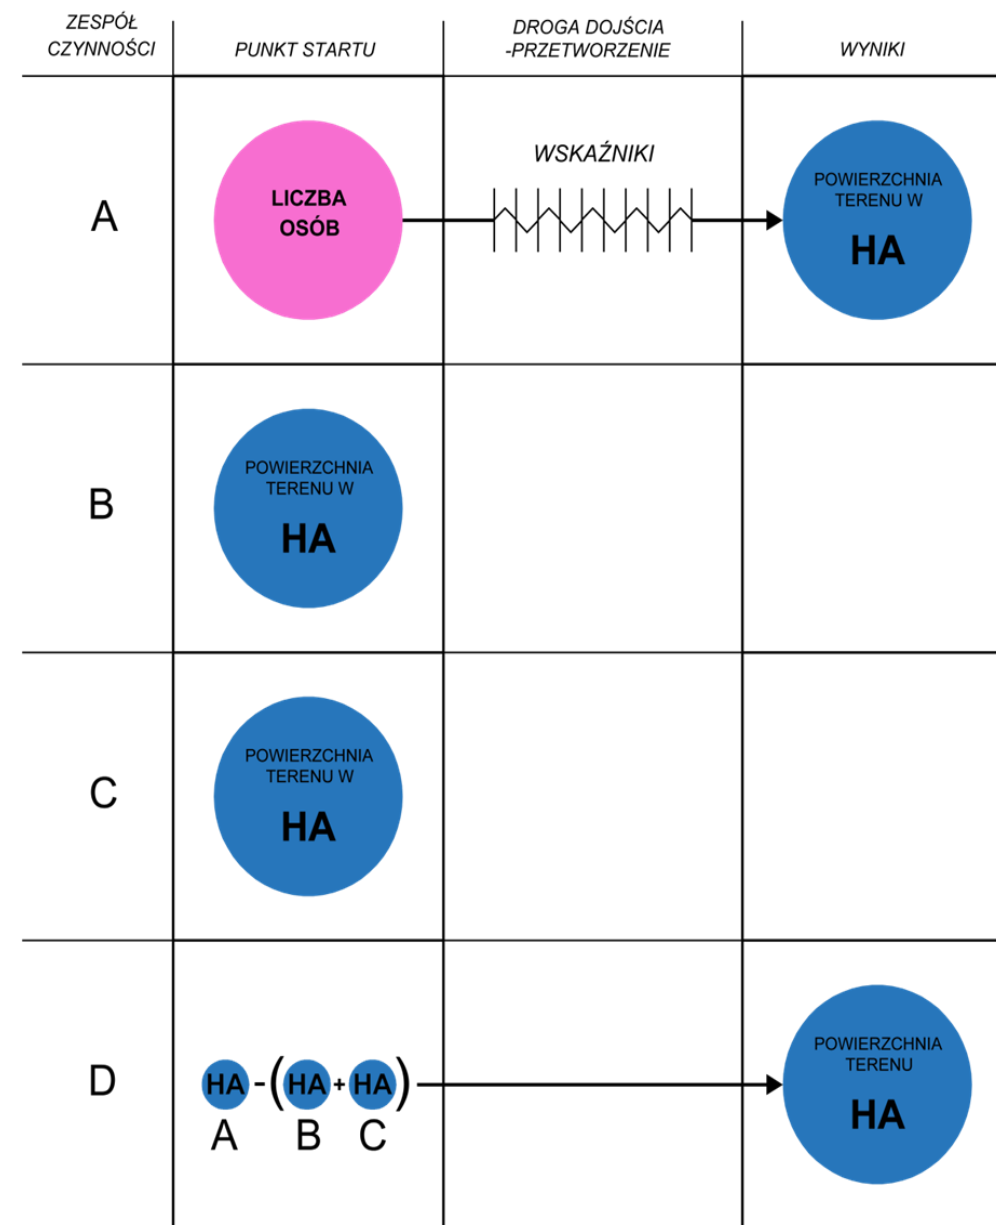 ZESPÓŁ
CZYNNOŚCI
PUNKT STARTU
DROGA DOJŚCIA
-PRZETWORZENIE
WYNIKI
A
LICZBA
OSÓB
WSKAŹNIKI
POWIERZCHNIA
TERENU W
HA
B
POWIERZCHNIA
TERENU W
HA
C
POWIERZCHNIA
TERENU W
HA
D
HA-(HA+HA)
A B C
POWIERZCHNIA
TERENU
HA